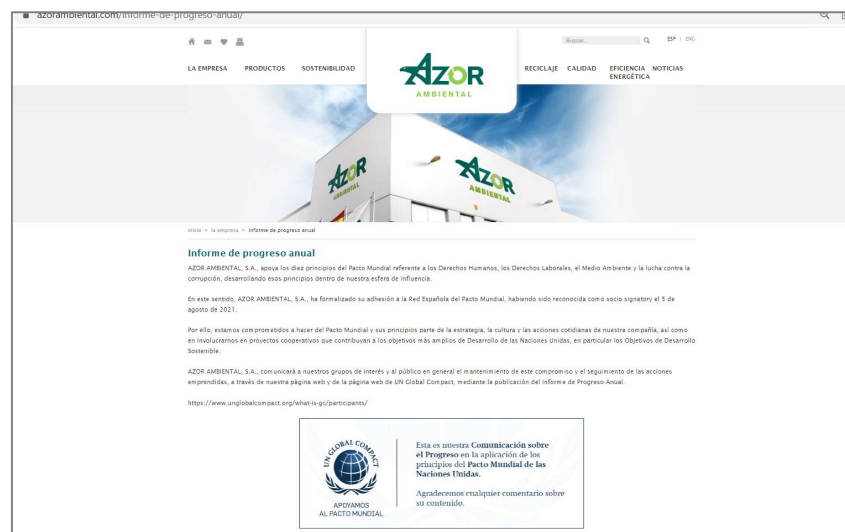 azorambiental.com/informe-de-progreso-anual/
Buscar...
ESP | ENG
LA EMPRESA PRODUCTOS SOSTENIBILIDAD
AZOR
AMBIENTAL
RECICLAJE CALIDAD EFICIENCIA ENERGÉTICA NOTICIAS
AZOR
AMBIENTAL
AZOR
AMBIENTAL
Inicio > la empresa > Informe de progreso anual
Informe de progreso anual
AZOR AMBIENTAL, S.A., apoya los diez principios del Pacto Mundial referente a los Derechos Humanos, los Derechos Laborales, el Medio Ambiente y la lucha contra la
corrupción, desarrollando esos principios dentro de nuestra esfera de influencia.
En este sentido, AZOR AMBIENTAL, S.A., ha formalizado su adhesión a la Red Española del Pacto Mundial, habiendo sido reconocida como socio signatory el 5 de
agosto de 2021.
Por ello, estamos comprometidos a hacer del Pacto Mundial y sus principios parte de la estrategia, la cultura y las acciones cotidianas de nuestra compañía, así como
en involucrarnos en proyectos cooperativos que contribuyan a los objetivos más amplios de Desarrollo de las Naciones Unidas, en particular los Objetivos de Desarrollo
Sostenible.
AZOR AMBIENTAL, S.A., comunicará a nuestros grupos de interés y al público en general el mantenimiento de este compromiso y el seguimiento de las acciones
emprendidas, a través de nuestra página web y de la página web de UN Global Compact, mediante la publicación del Informe de Progreso Anual.
https://www.unglobalcompact.org/what-is-gc/participants/
UN GLOBAL COMPACT
APOYAMOS
AL PACTO MUNDIAL
Esta es nuestra Comunicación sobre
el Progreso en la aplicación de los
principios del Pacto Mundial de las
Naciones Unidas.
Agradecemos cualquier comentario sobre
su contenido.